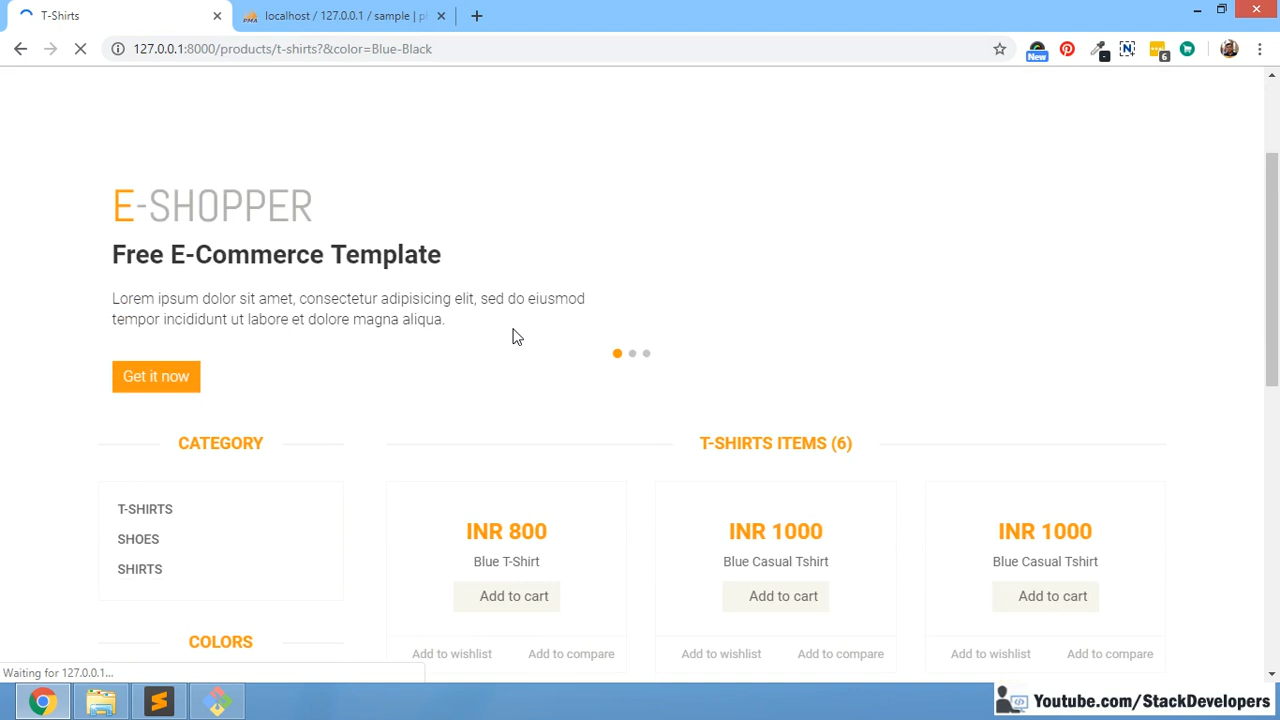 T-Shirts
localhost / 127.0.0.1 / sample | p
127.0.0.1:8000/products/t-shirts?&color=Blue-Black
New
6
E-SHOPPER
Free E-Commerce Template
Lorem ipsum dolor sit amet, consectetur adipisicing elit, sed do eiusmod
tempor incididunt ut labore et dolore magna aliqua.
Get it now
CATEGORY
T-SHIRTS ITEMS (6)
T-SHIRTS
SHOES
SHIRTS
INR 800
INR 1000
INR 1000
Blue T-Shirt
Blue Casual Tshirt
Blue Casual Tshirt
Add to cart
Add to cart
Add to cart
COLORS
Add to wishlist
Add to compare
Add to wishlist
Add to compare
Add to wishlist
Add to compare
Waiting for 127.0.0.1...
Youtube.com/StackDevelopers